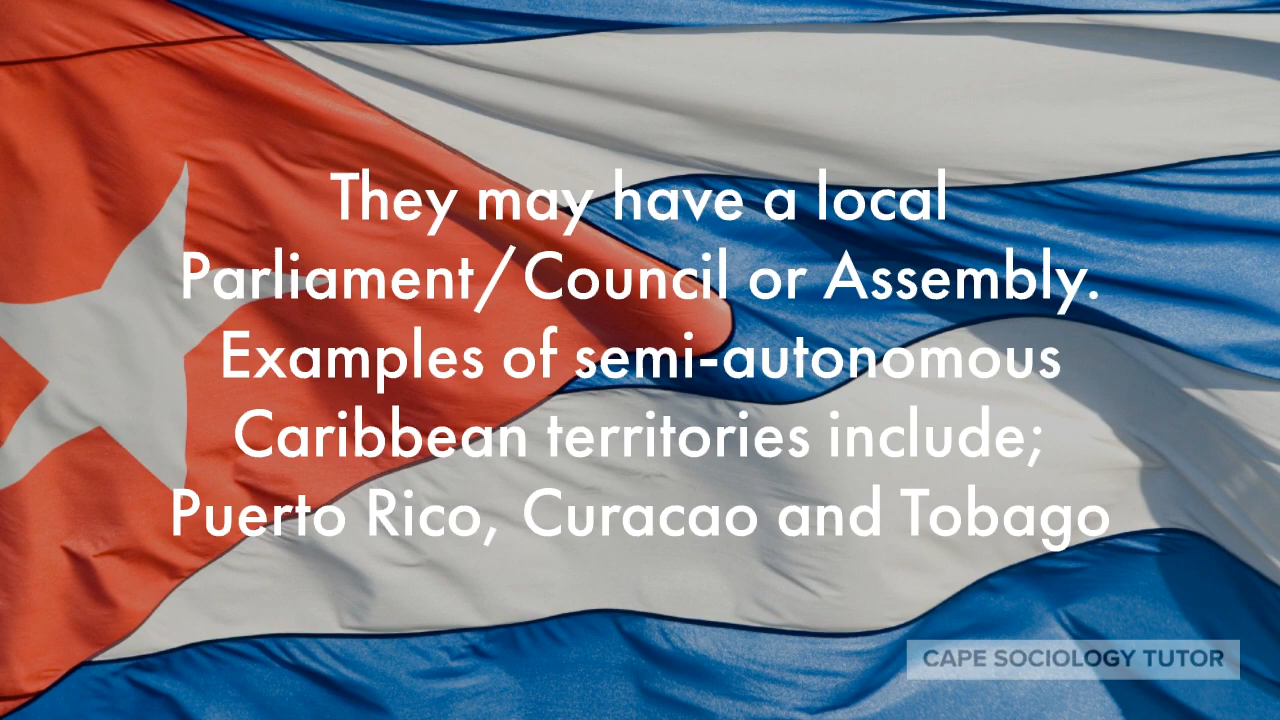 They may have a local
Parliament/Council or Assembly.
Examples of semi-autonomous
Caribbean territories include;
Puerto Rico, Curacao and Tobago
CAPE SOCIOLOGY TUTOR